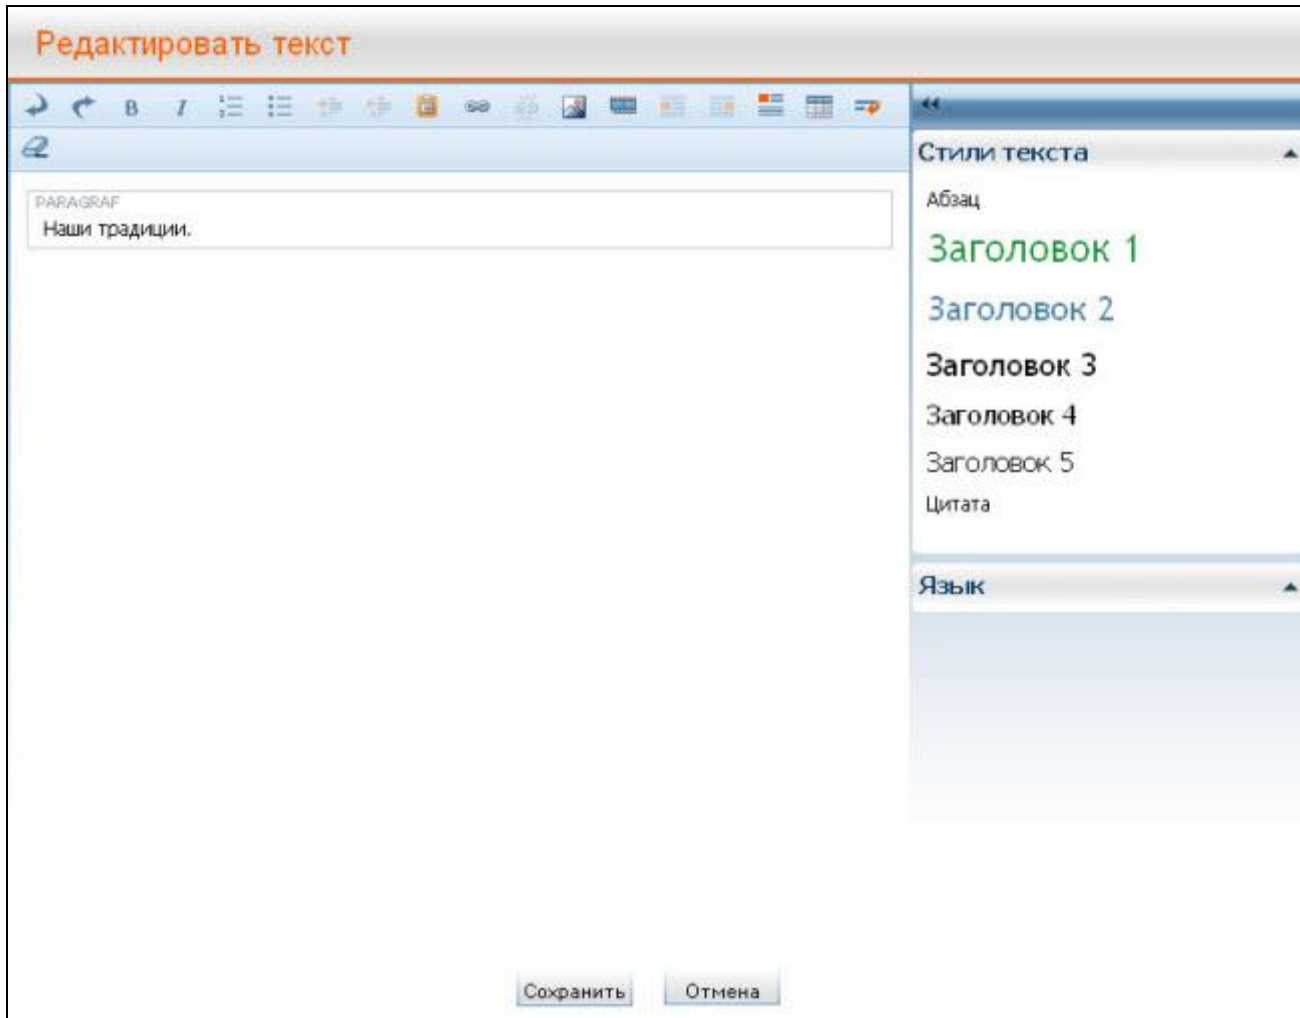 Редактировать текст
B I
Стили текста
PARAGRAF
Наши традиции.
Абзац
Заголовок 1
Заголовок 2
Заголовок 3
Заголовок 4
Заголовок 5
Цитата
Язык
Сохранить Отмена